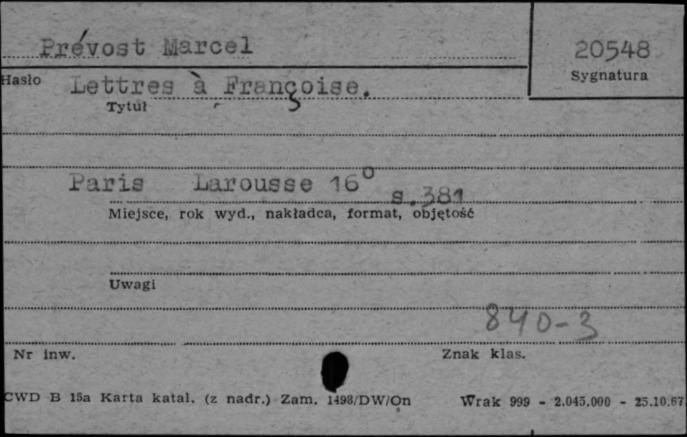 Prévost Marcel
20548
Hasło
Sygnatura
Lettres à Françoise.
Tytuł
Paris Larousse 16° s.381
Miejsce, rok wyd., nakładca, format, objętość
Uwagi
840-3
Nr inw.
Znak klas.
CWD B 15a Karta katal. (z nadr.) Zam. 1498/DW/On Wrak 999 - 2.045.000 - 25.10.67